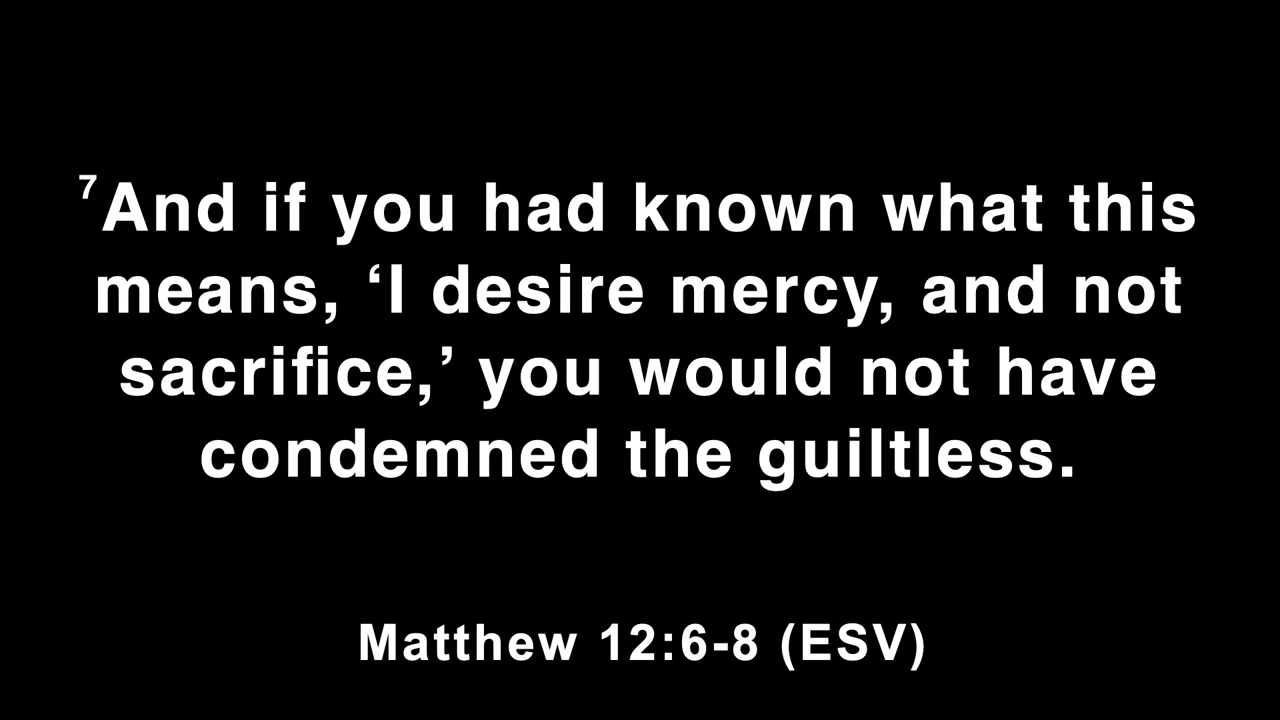 ⁷And if you had known what this
means, ‘I desire mercy, and not
sacrifice,’ you would not have
condemned the guiltless.
Matthew 12:6-8 (ESV)